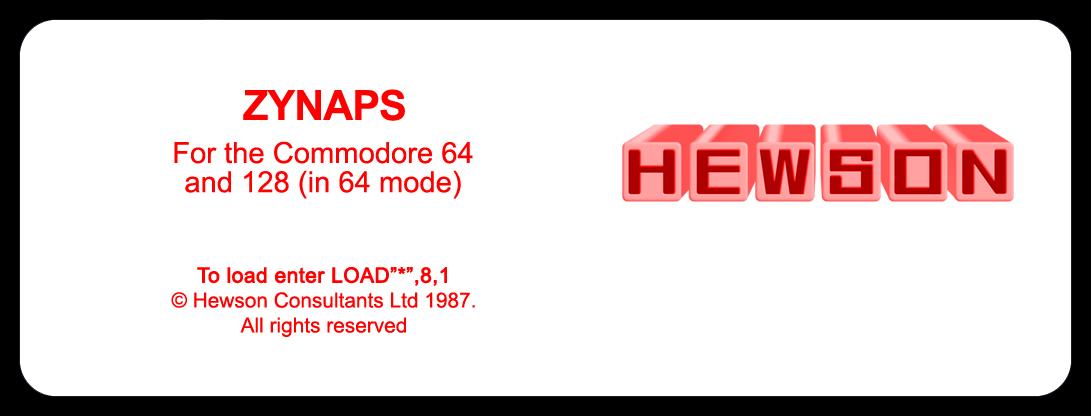 ZYNAPS
For the Commodore 64
and 128 (in 64 mode)
To load enter LOAD”*”,8,1
© Hewson Consultants Ltd 1987.
All rights reserved
HEWSON